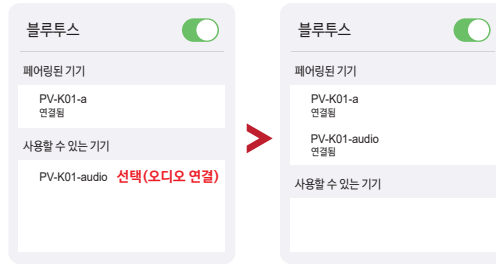 블루투스
페어링된 기기
PV-K01-a
연결됨
사용할 수 있는 기기
PV-K01-audio 선택(오디오 연결)
>
블루투스
페어링된 기기
PV-K01-a
연결됨
PV-K01-audio
연결됨
사용할 수 있는 기기